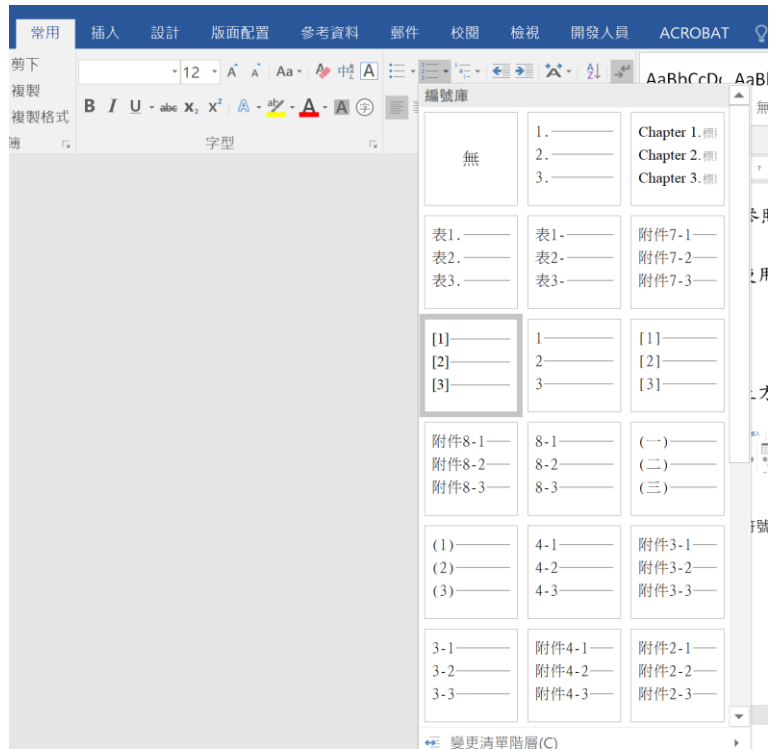 常用 插入 設計 版面配置 參考資料 郵件 校閱 檢視 開發人員 ACROBAT
剪下
12 A A Aa 中 A
AaBbCcDc AaB
複製
B I U abc X₂ X² A aby A A 字
複製格式
編號庫
無
字型
無
1.
2.
3.
Chapter 1.
Chapter 2.
Chapter 3.
表1.
表2.
表3.
表1-
表2-
表3-
附件7-1
附件7-2
附件7-3
[1]
[2]
[3]
1
2
3
[1]
[2]
[3]
附件8-1
附件8-2
附件8-3
8-1
8-2
8-3
(一)
(二)
(三)
(1)
(2)
(3)
4-1
4-2
4-3
附件3-1
附件3-2
附件3-3
3-1
3-2
3-3
附件4-1
附件4-2
附件4-3
附件2-1
附件2-2
附件2-3
變更清單階層(C)